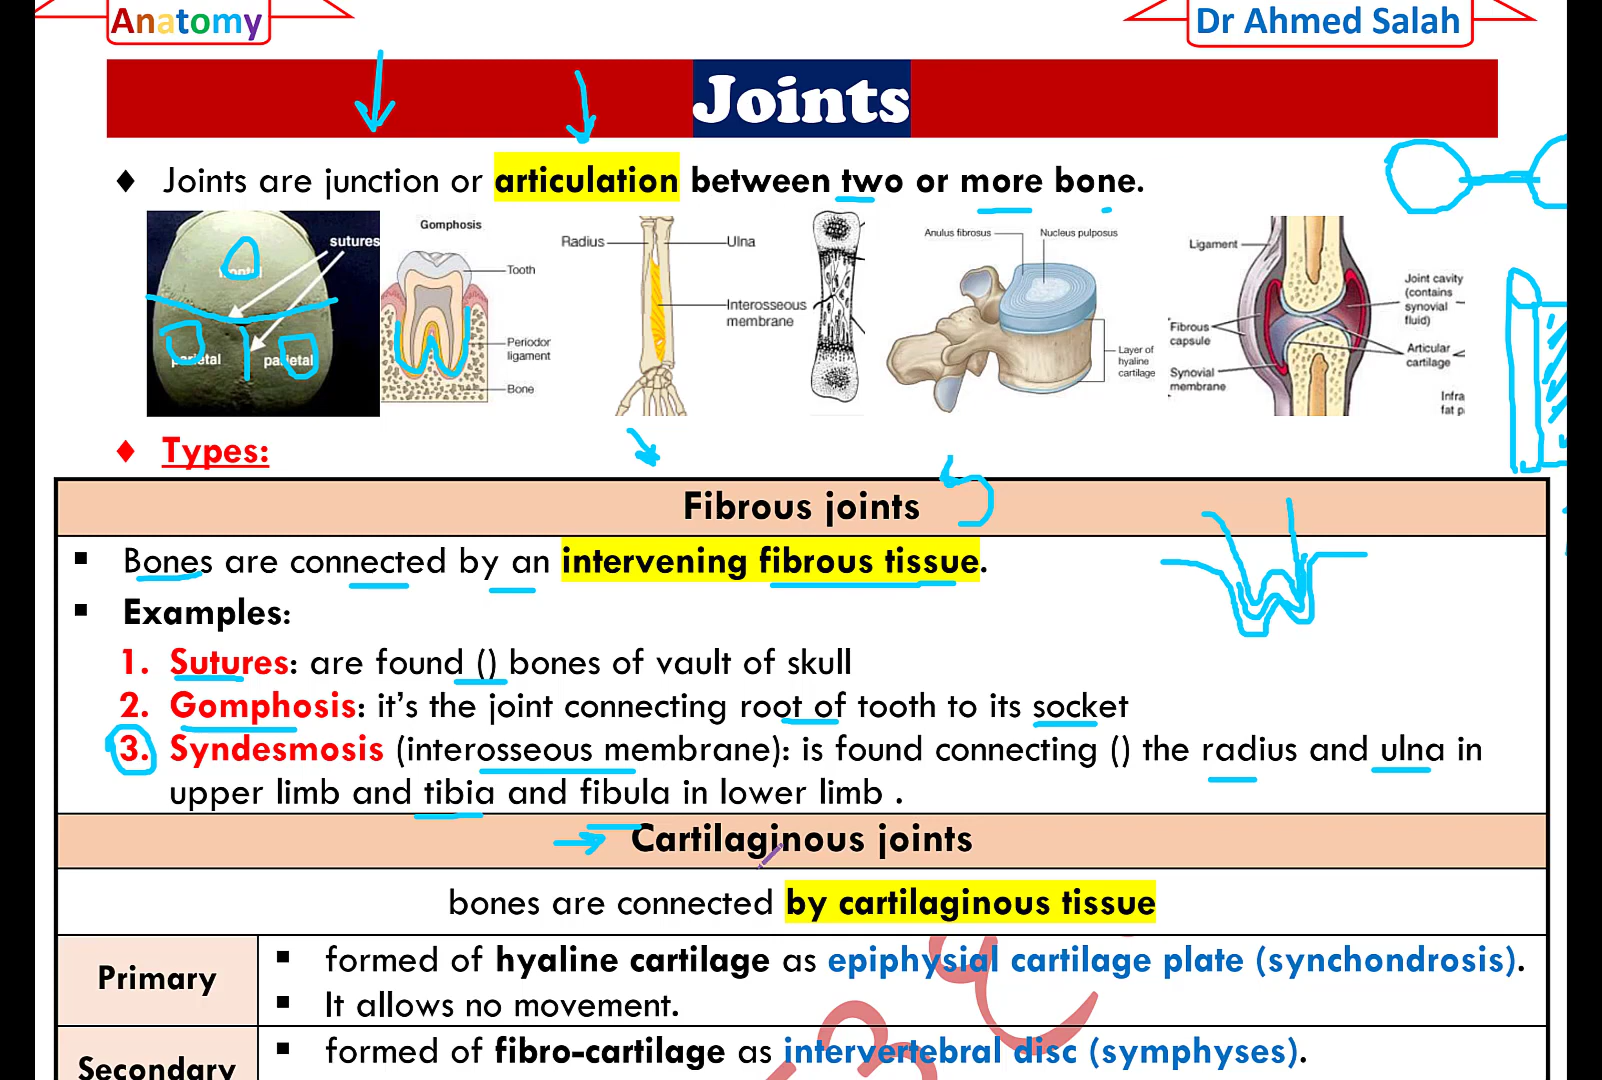 Anatomy
Dr Ahmed Salah
Joints
♦ Joints are junction or articulation between two or more bone.
sutures
parietal
parietal
Gomphosis
Tooth
Periodor
ligament
Bone
Radius
Ulna
Interosseous
membrane
Anulus fibrosus
Nucleus pulposus
Layer of
hyaline
cartilage
Ligament
Joint cavity
(contains
synovial
fluid)
Fibrous
capsule
Articular
cartilage
Synovial
membrane
Infra
fat p
♦ Types:
Fibrous joints
▪ Bones are connected by an intervening fibrous tissue.
▪ Examples:
1. Sutures: are found () bones of vault of skull
2. Gomphosis: it's the joint connecting root of tooth to its socket
3. Syndesmosis (interosseous membrane): is found connecting () the radius and ulna in
upper limb and tibia and fibula in lower limb .
Cartilaginous joints
bones are connected by cartilaginous tissue
Primary
▪ formed of hyaline cartilage as epiphysial cartilage plate (synchondrosis).
▪ It allows no movement.
Secondary
▪ formed of fibro-cartilage as intervertebral disc (symphyses).